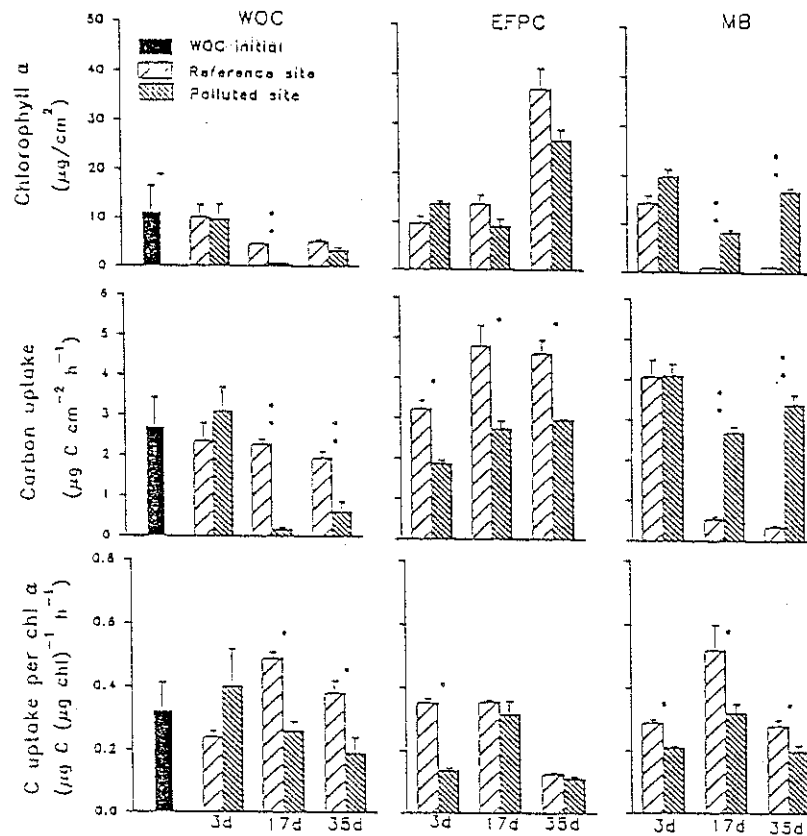 WOC EFPC MB
WOC-initial
Reference site
Polluted site
Chlorophyll α
(µg/cm²)
50
40
30
20
10
0
Carbon uptake
(µg C cm⁻² h⁻¹)
6
5
4
3
2
1
0
C uptake per chl α
(µg C (µg chl)⁻¹ h⁻¹)
0.8
0.6
0.4
0.2
0.0
3d 17d 35d 3d 17d 35d 3d 17d 35d